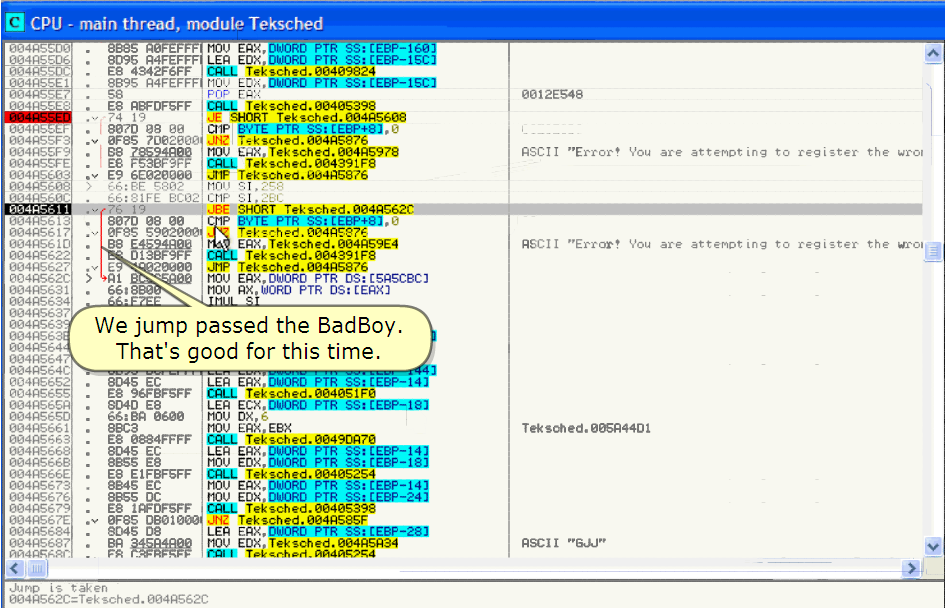 C CPU - main thread, module Teksched
004A55D0 . 8B85 A0FEFFFF MOV EAX,DWORD PTR SS:[EBP-160]
004A55D6 . 8D95 A4FEFFFF LEA EDX,DWORD PTR SS:[EBP-15C]
004A55DC . E8 4342F6FF CALL Teksched.00409824
004A55E1 . 8B95 A4FEFFFF MOV EDX,DWORD PTR SS:[EBP-15C]
004A55E7 . 58 POP EAX 0012E548
004A55E8 . E8 ABFDF5FF CALL Teksched.00405398
004A55ED .v 74 19 JE SHORT Teksched.004A5608
004A55EF . 807D 08 00 CMP BYTE PTR SS:[EBP+8],0
004A55F3 .v 0F85 7D020000 JNZ Teksched.004A5876
004A55F9 . B8 78594A00 MOV EAX,Teksched.004A5978 ASCII "Error! You are attempting to register the wron
004A55FE . E8 F53BF9FF CALL Teksched.004391F8
004A5603 .v E9 6E020000 JMP Teksched.004A5876
004A5608 > 66:BE 5802 MOV SI,258
004A560C . 66:81FE BC02 CMP SI,2BC
004A5611 .v 76 19 JBE SHORT Teksched.004A562C
004A5613 . 807D 08 00 CMP BYTE PTR SS:[EBP+8],0
004A5617 .v 0F85 59020000 JNZ Teksched.004A5876
004A561D . B8 E4594A00 MOV EAX,Teksched.004A59E4 ASCII "Error! You are attempting to register the wron
004A5622 . E8 D13BF9FF CALL Teksched.004391F8
004A5627 .v E9 4A020000 JMP Teksched.004A5876
004A562C > A1 BC5C5A00 MOV EAX,DWORD PTR DS:[5A5CBC]
004A5631 . 66:8B00 MOV AX,WORD PTR DS:[EAX]
004A5634 . 66:F7EE IMUL SI
004A5637
We jump passed the BadBoy.
That's good for this time.
004A564C LEA EDX,DWORD PTR SS:[EBP-144]
004A5652 . 8D45 EC LEA EAX,DWORD PTR SS:[EBP-14]
004A5655 . E8 96FBF5FF CALL Teksched.004051F0
004A565A . 8D4D E8 LEA ECX,DWORD PTR SS:[EBP-18]
004A565D . 66:BA 0600 MOV DX,6
004A5661 . 8BC3 MOV EAX,EBX Teksched.005A44D1
004A5663 . E8 0884FFFF CALL Teksched.0049DA70
004A5668 . 8D45 EC LEA EAX,DWORD PTR SS:[EBP-14]
004A566B . 8B55 E8 MOV EDX,DWORD PTR SS:[EBP-18]
004A566E . E8 E1FBF5FF CALL Teksched.00405254
004A5673 . 8B45 EC MOV EAX,DWORD PTR SS:[EBP-14]
004A5676 . 8B55 DC MOV EDX,DWORD PTR SS:[EBP-24]
004A5679 . E8 1AFDF5FF CALL Teksched.00405398
004A567E .v 0F85 DB010000 JNZ Teksched.004A585F
004A5684 . 8D45 D8 LEA EAX,DWORD PTR SS:[EBP-28]
004A5687 . BA 345A4A00 MOV EDX,Teksched.004A5A34 ASCII "GJJ"
004A568C . E8 C3FBF5FF CALL Teksched.00405254
Jump is taken
004A562C=Teksched.004A562C